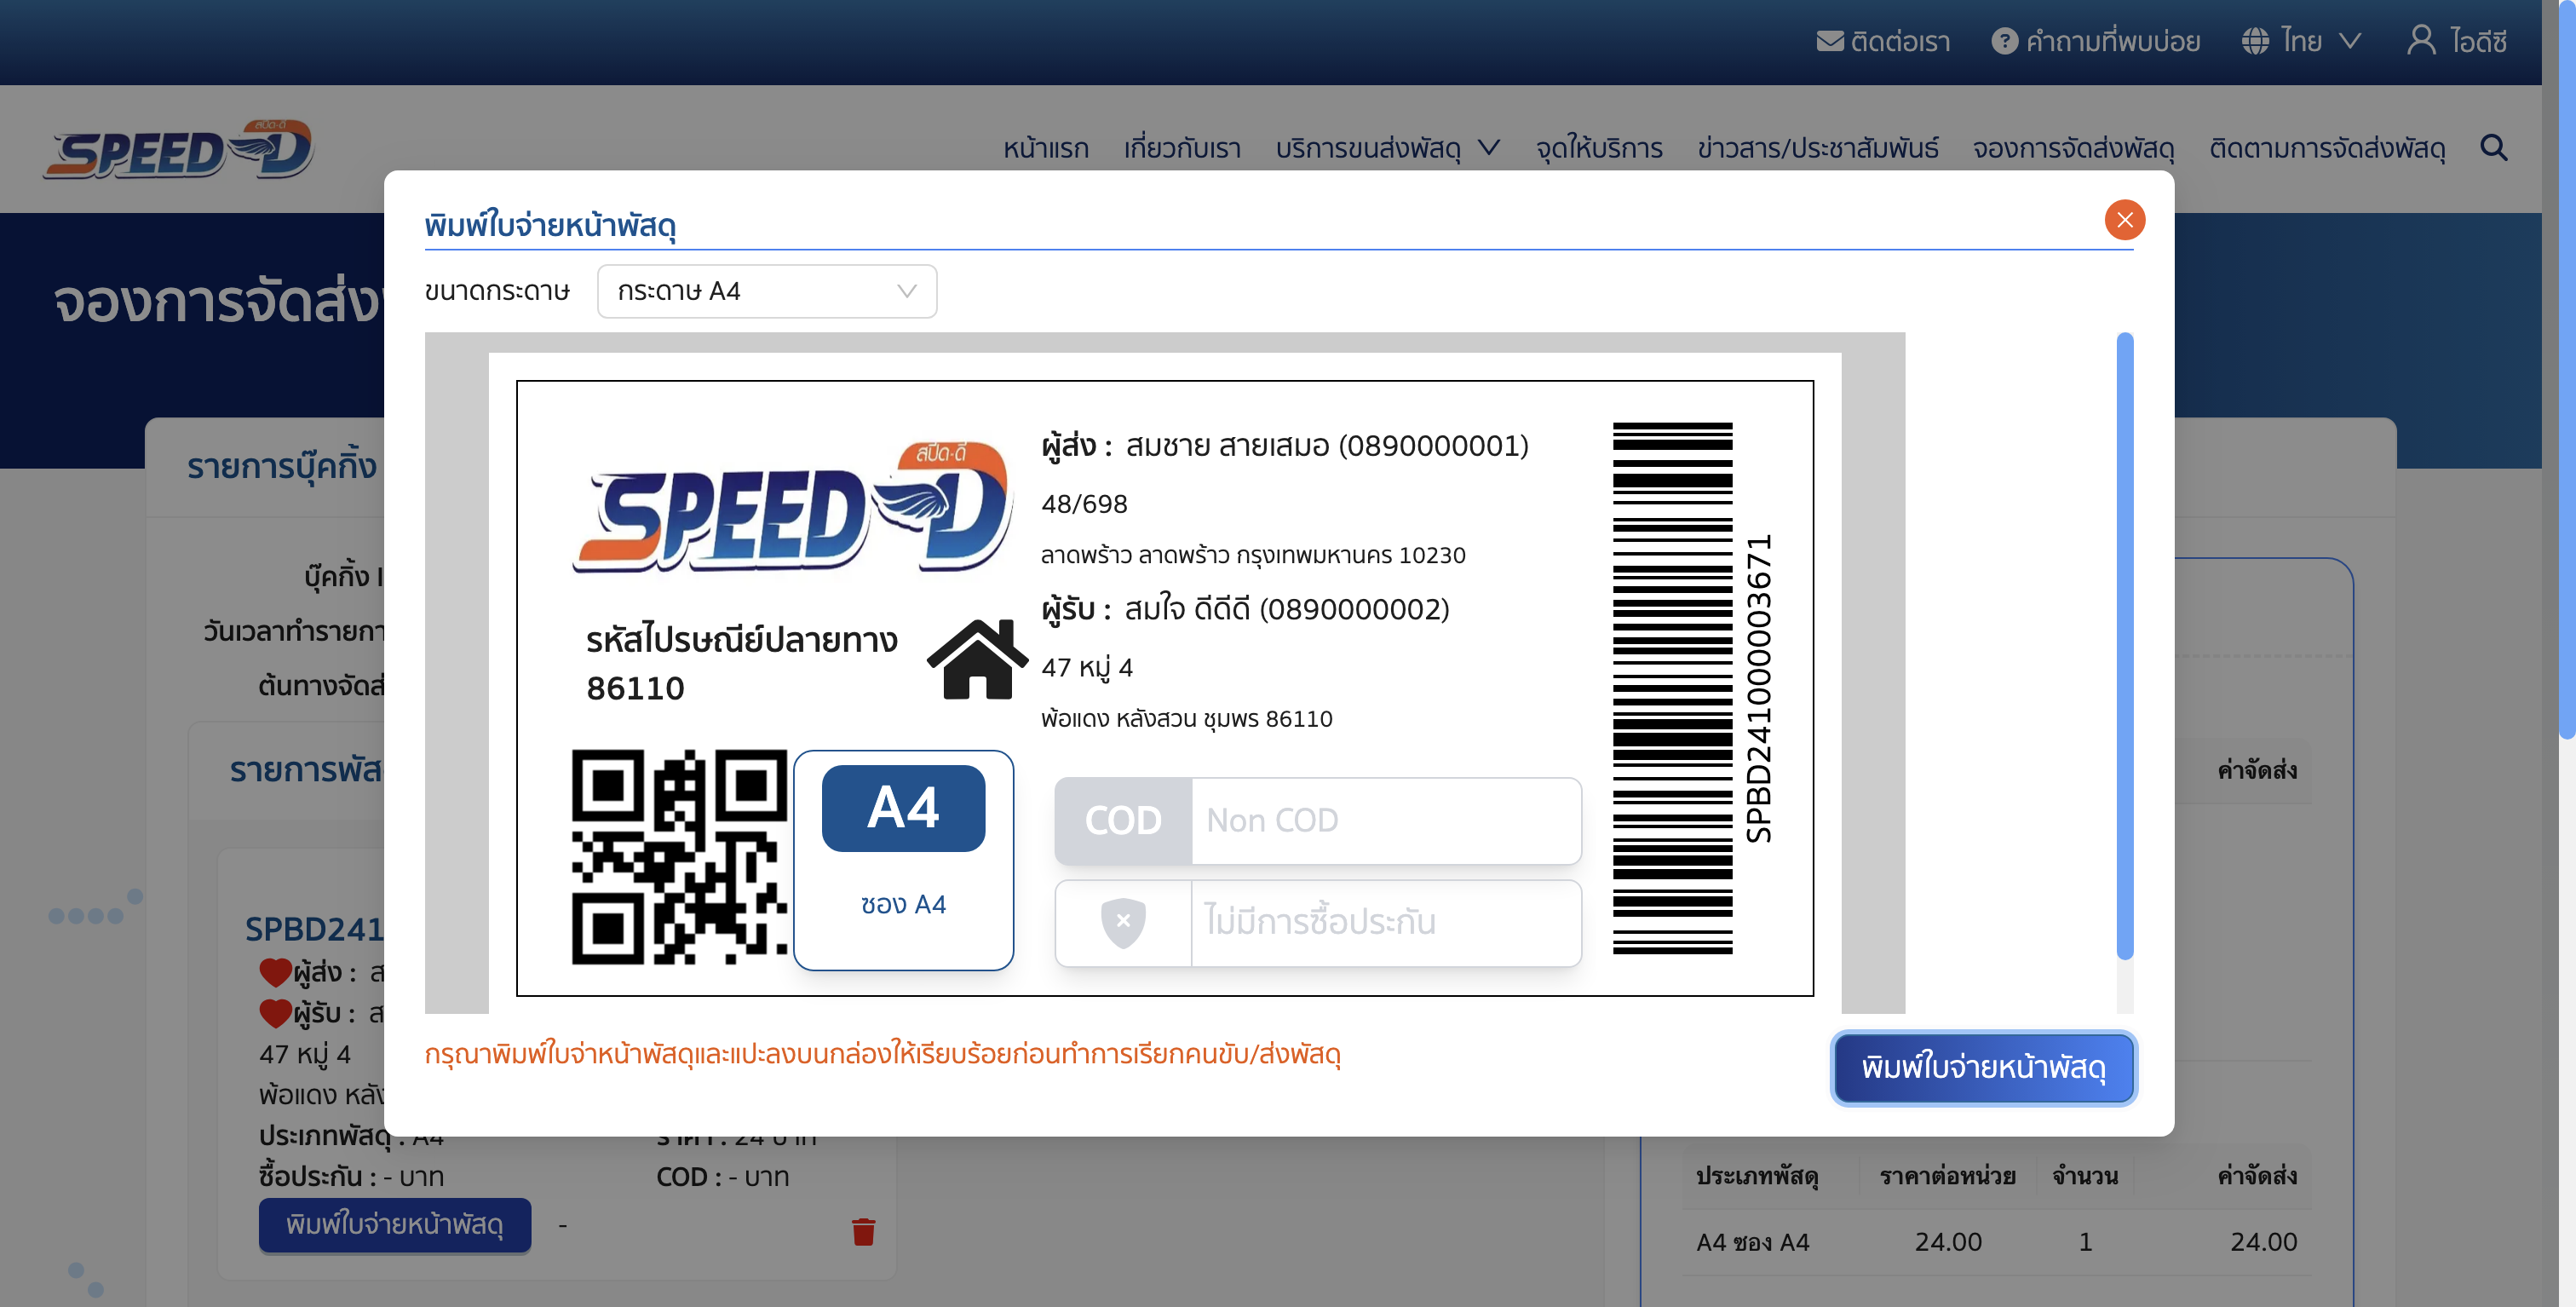 ติดต่อเรา คำถามที่พบบ่อย ไทย ไอดีซี
สปีด-ดี
SPEED-D
หน้าแรก เกี่ยวกับเรา บริการขนส่งพัสดุ จุดให้บริการ ข่าวสาร/ประชาสัมพันธ์ จองการจัดส่งพัสดุ ติดตามการจัดส่งพัสดุ
จองการจัดส่ง
พิมพ์ใบจ่ายหน้าพัสดุ
ขนาดกระดาษ กระดาษ A4
สปีด-ดี
SPEED-D
รหัสไปรษณีย์ปลายทาง
86110
A4
ซอง A4
ผู้ส่ง : สมชาย สายเสมอ (0890000001)
48/698
ลาดพร้าว ลาดพร้าว กรุงเทพมหานคร 10230
ผู้รับ : สมใจ ดีดีดี (0890000002)
47 หมู่ 4
พ้อแดง หลังสวน ชุมพร 86110
COD Non COD
ไม่มีการซื้อประกัน
SPBD241000003671
กรุณาพิมพ์ใบจ่าหน้าพัสดุและแปะลงบนกล่องให้เรียบร้อยก่อนทำการเรียกคนขับ/ส่งพัสดุ
พิมพ์ใบจ่ายหน้าพัสดุ
รายการบุ๊คกิ้ง
บุ๊คกิ้ง
วันเวลาทำรายกา
ต้นทางจัดส่
รายการพัส
SPBD241
ผู้ส่ง : ส
ผู้รับ : ส
47 หมู่ 4
พ้อแดง หลัง
ประเภทพัสดุ : A4 ราคา : 24 บาท
ซื้อประกัน : - บาท COD : - บาท
พิมพ์ใบจ่ายหน้าพัสดุ -
ค่าจัดส่ง
ประเภทพัสดุ ราคาต่อหน่วย จำนวน ค่าจัดส่ง
A4 ซอง A4 24.00 1 24.00